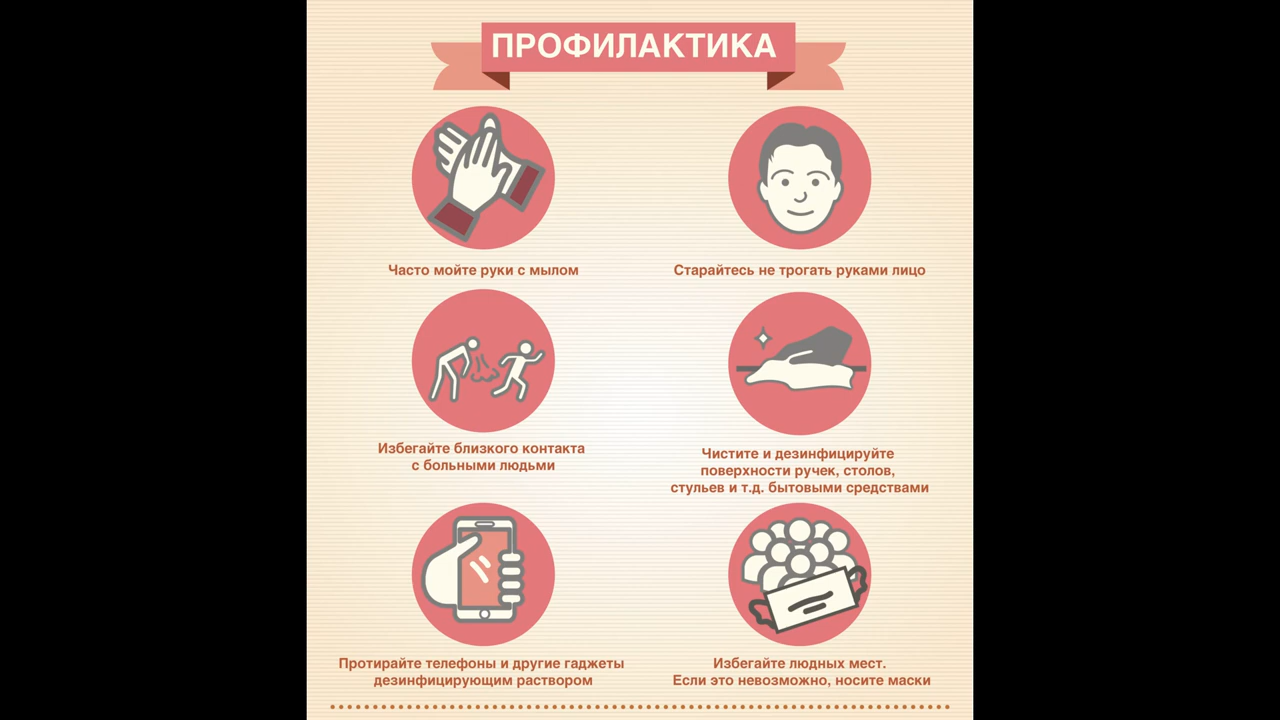 ПРОФИЛАКТИКА
Часто мойте руки с мылом
Старайтесь не трогать руками лицо
Избегайте близкого контакта
с больными людьми
Чистите и дезинфицируйте
поверхности ручек, столов,
стульев и т.д. бытовыми средствами
Протирайте телефоны и другие гаджеты
дезинфицирующим раствором
Избегайте людных мест.
Если это невозможно, носите маски